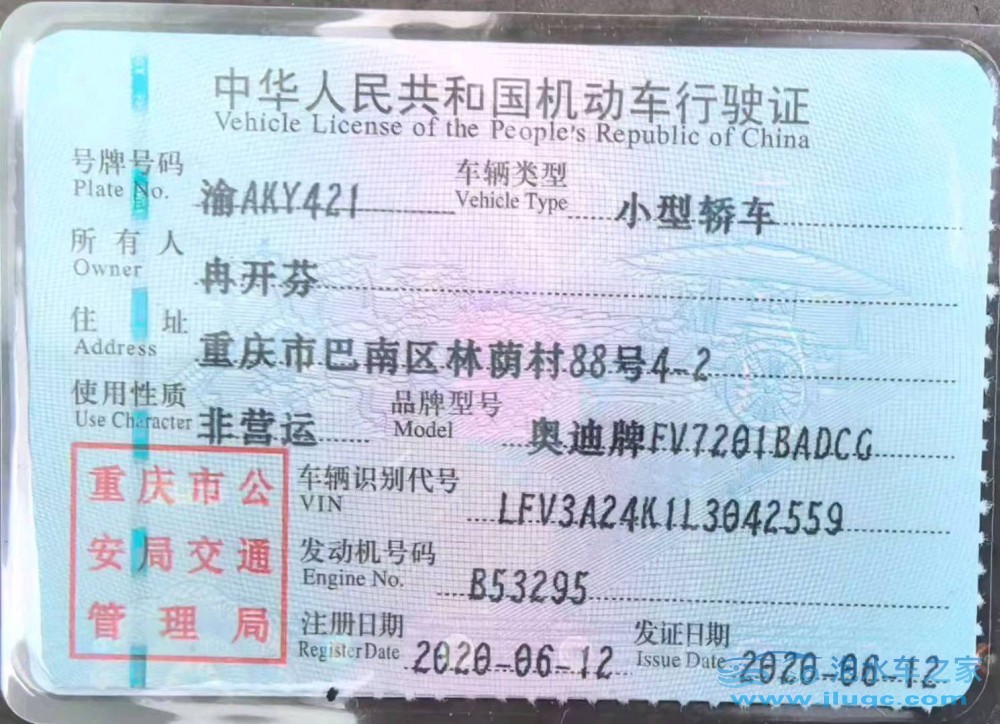 中华人民共和国机动车行驶证
Vehicle License of the People's Republic of China
号牌号码 渝AKY421 车辆类型 小型轿车
Plate No. Vehicle Type
所有人 冉开芬
Owner
住址 重庆市巴南区林荫村88号4-2
Address
使用性质 非营运 品牌型号 奥迪牌FV7201BADCG
Use Character Model
重庆市公
安局交通
管理局
车辆识别代号 LFV3A24K1L3042559
VIN
发动机号码 B53295
Engine No.
注册日期 2020-06-12 发证日期 2020-06-12
Register Date Issue Date
车之家
www.iluqc.com